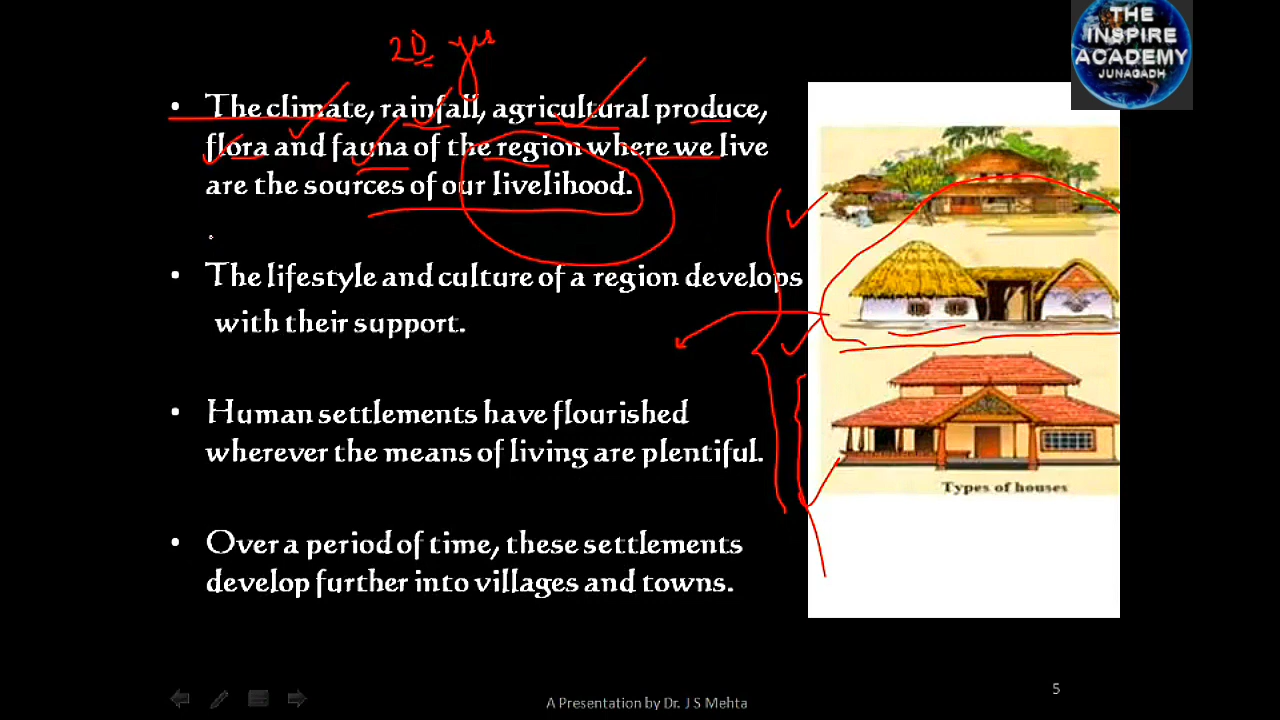 THE
INSPIRE
ACADEMY
JUNAGADH
20 yrs
• The climate, rainfall, agricultural produce,
flora and fauna of the region where we live
are the sources of our livelihood.
• The lifestyle and culture of a region develops
with their support.
• Human settlements have flourished
wherever the means of living are plentiful.
• Over a period of time, these settlements
develop further into villages and towns.
Types of houses
A Presentation by Dr. J S Mehta
5